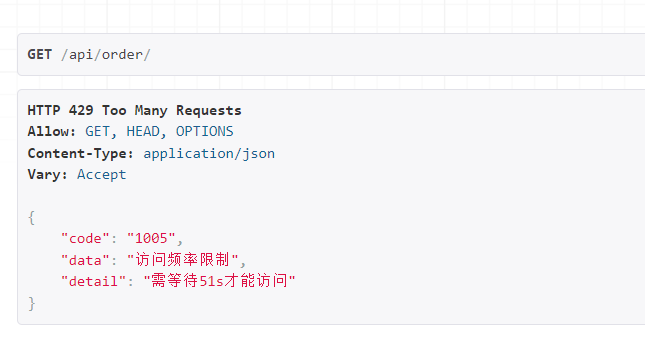 GET /api/order/
HTTP 429 Too Many Requests
Allow: GET, HEAD, OPTIONS
Content-Type: application/json
Vary: Accept
{
"code": "1005",
"data": "访问频率限制",
"detail": "需等待51s才能访问"
}